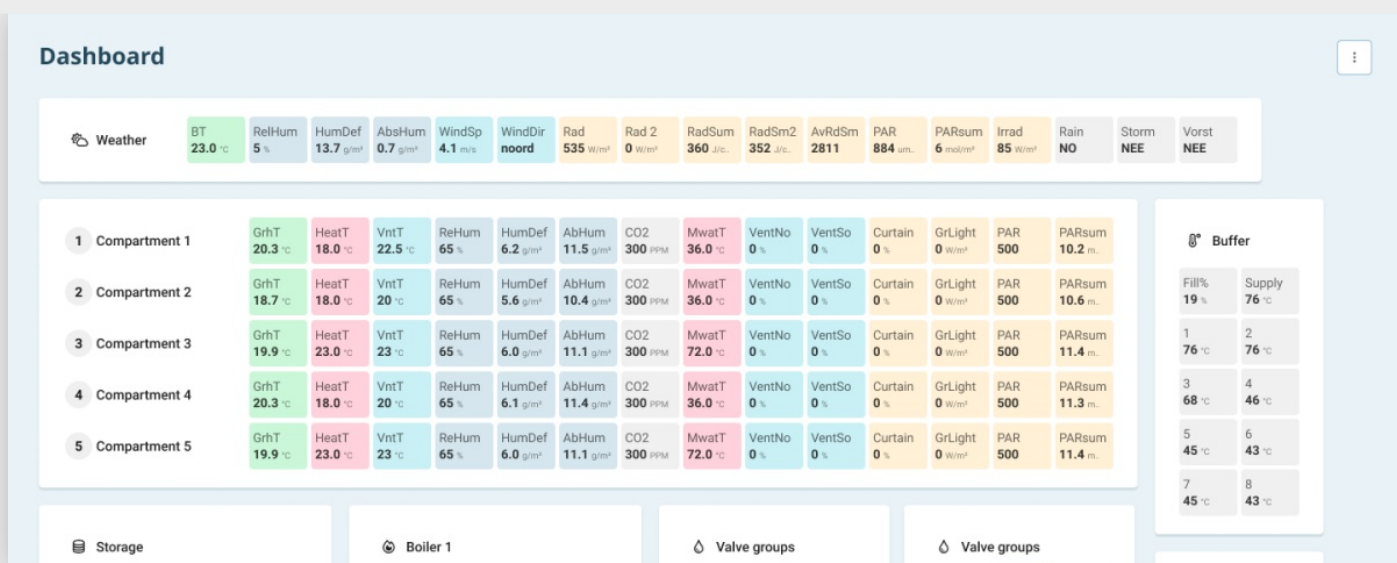 Dashboard
Weather
BT RelHum HumDef AbsHum WindSp WindDir Rad Rad 2 RadSum RadSm2 AvRdSm PAR PARsum Irrad Rain Storm Vorst
23.0 °C 5 % 13.7 g/m³ 0.7 g/m³ 4.1 m/s noord 535 W/m² 0 W/m² 360 J/c.. 352 J/c.. 2811 884 um.. 6 mol/m² 85 W/m² NO NEE NEE
1 Compartment 1
GrhT HeatT VntT ReHum HumDef AbHum CO2 MwatT VentNo VentSo Curtain GrLight PAR PARsum
20.3 °C 18.0 °C 22.5 °C 65 % 6.2 g/m³ 11.5 g/m³ 300 PPM 36.0 °C 0 % 0 % 0 % 0 W/m² 500 10.2 m..
2 Compartment 2
GrhT HeatT VntT ReHum HumDef AbHum CO2 MwatT VentNo VentSo Curtain GrLight PAR PARsum
18.7 °C 18.0 °C 20 °C 65 % 5.6 g/m³ 10.4 g/m³ 300 PPM 36.0 °C 0 % 0 % 0 % 0 W/m² 500 10.6 m..
3 Compartment 3
GrhT HeatT VntT ReHum HumDef AbHum CO2 MwatT VentNo VentSo Curtain GrLight PAR PARsum
19.9 °C 23.0 °C 23 °C 65 % 6.0 g/m³ 11.1 g/m³ 300 PPM 72.0 °C 0 % 0 % 0 % 0 W/m² 500 11.4 m..
4 Compartment 4
GrhT HeatT VntT ReHum HumDef AbHum CO2 MwatT VentNo VentSo Curtain GrLight PAR PARsum
20.3 °C 18.0 °C 20 °C 65 % 6.1 g/m³ 11.4 g/m³ 300 PPM 36.0 °C 0 % 0 % 0 % 0 W/m² 500 11.3 m..
5 Compartment 5
GrhT HeatT VntT ReHum HumDef AbHum CO2 MwatT VentNo VentSo Curtain GrLight PAR PARsum
19.9 °C 23.0 °C 23 °C 65 % 6.0 g/m³ 11.1 g/m³ 300 PPM 72.0 °C 0 % 0 % 0 % 0 W/m² 500 11.4 m..
Buffer
Fill% Supply
19 % 76 °C
1 2
76 °C 76 °C
3 4
68 °C 46 °C
5 6
45 °C 43 °C
7 8
45 °C 43 °C
Storage
Boiler 1
Valve groups
Valve groups